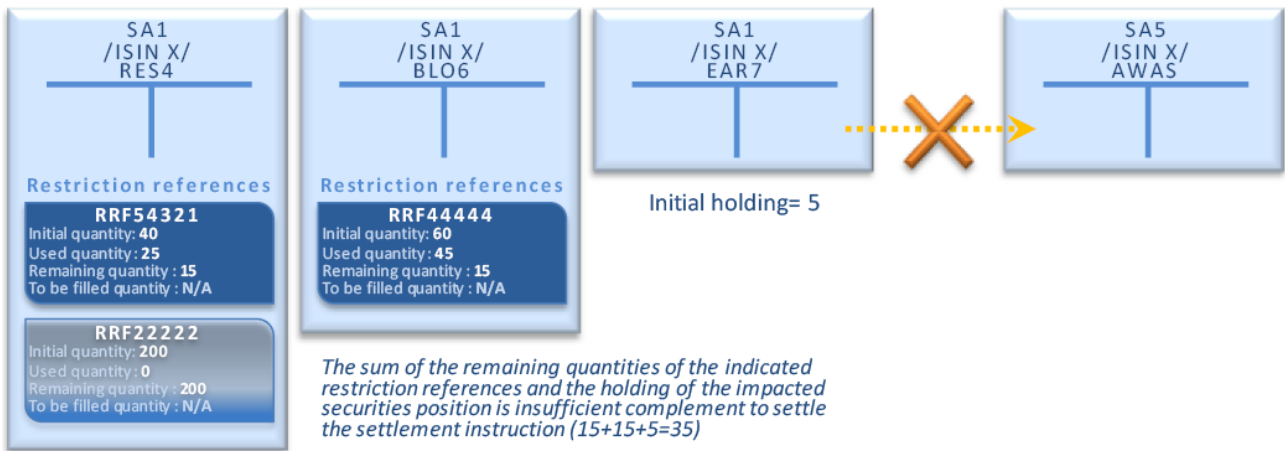 SA1
/ISIN X/
RES4
Restriction references
RRF54321
Initial quantity: 40
Used quantity: 25
Remaining quantity : 15
To be filled quantity : N/A
RRF22222
Initial quantity: 200
Used quantity: 0
Remaining quantity : 200
To be filled quantity : N/A
SA1
/ISIN X/
BLO6
Restriction references
RRF44444
Initial quantity: 60
Used quantity: 45
Remaining quantity : 15
To be filled quantity : N/A
SA1
/ISIN X/
EAR7
Initial holding= 5
SA5
/ISIN X/
AWAS
The sum of the remaining quantities of the indicated
restriction references and the holding of the impacted
securities position is insufficient complement to settle
the settlement instruction (15+15+5=35)